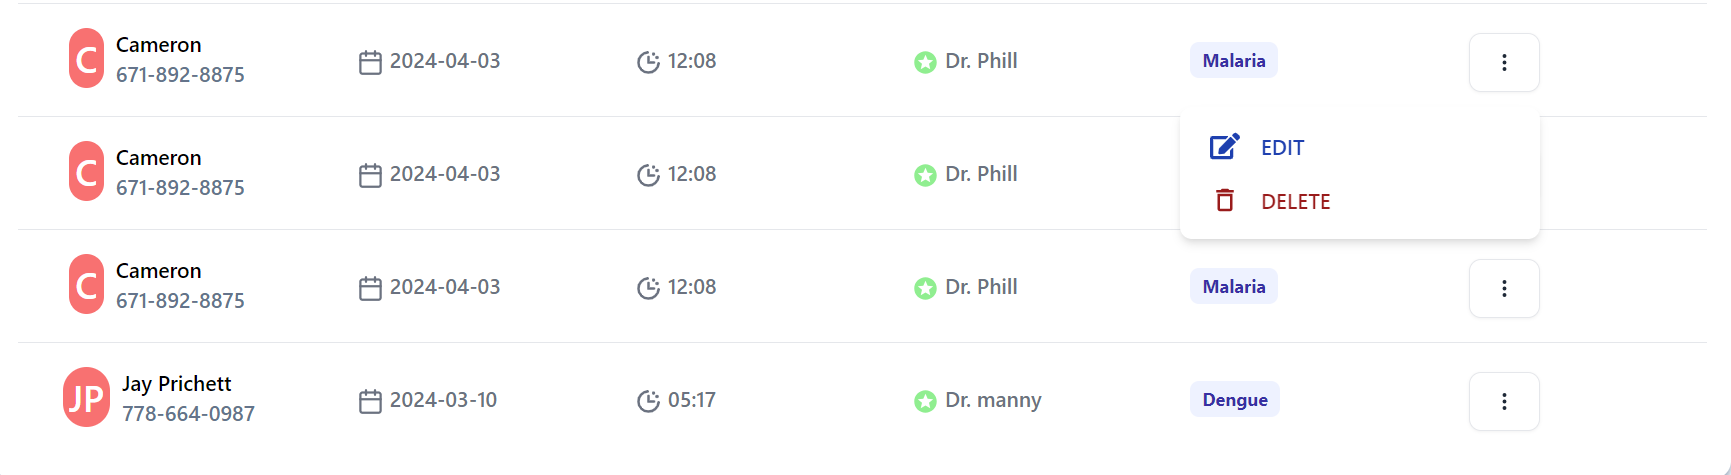 C Cameron
671-892-8875
2024-04-03
12:08
Dr. Phill
Malaria
EDIT
DELETE
C Cameron
671-892-8875
2024-04-03
12:08
Dr. Phill
C Cameron
671-892-8875
2024-04-03
12:08
Dr. Phill
Malaria
JP Jay Prichett
778-664-0987
2024-03-10
05:17
Dr. manny
Dengue